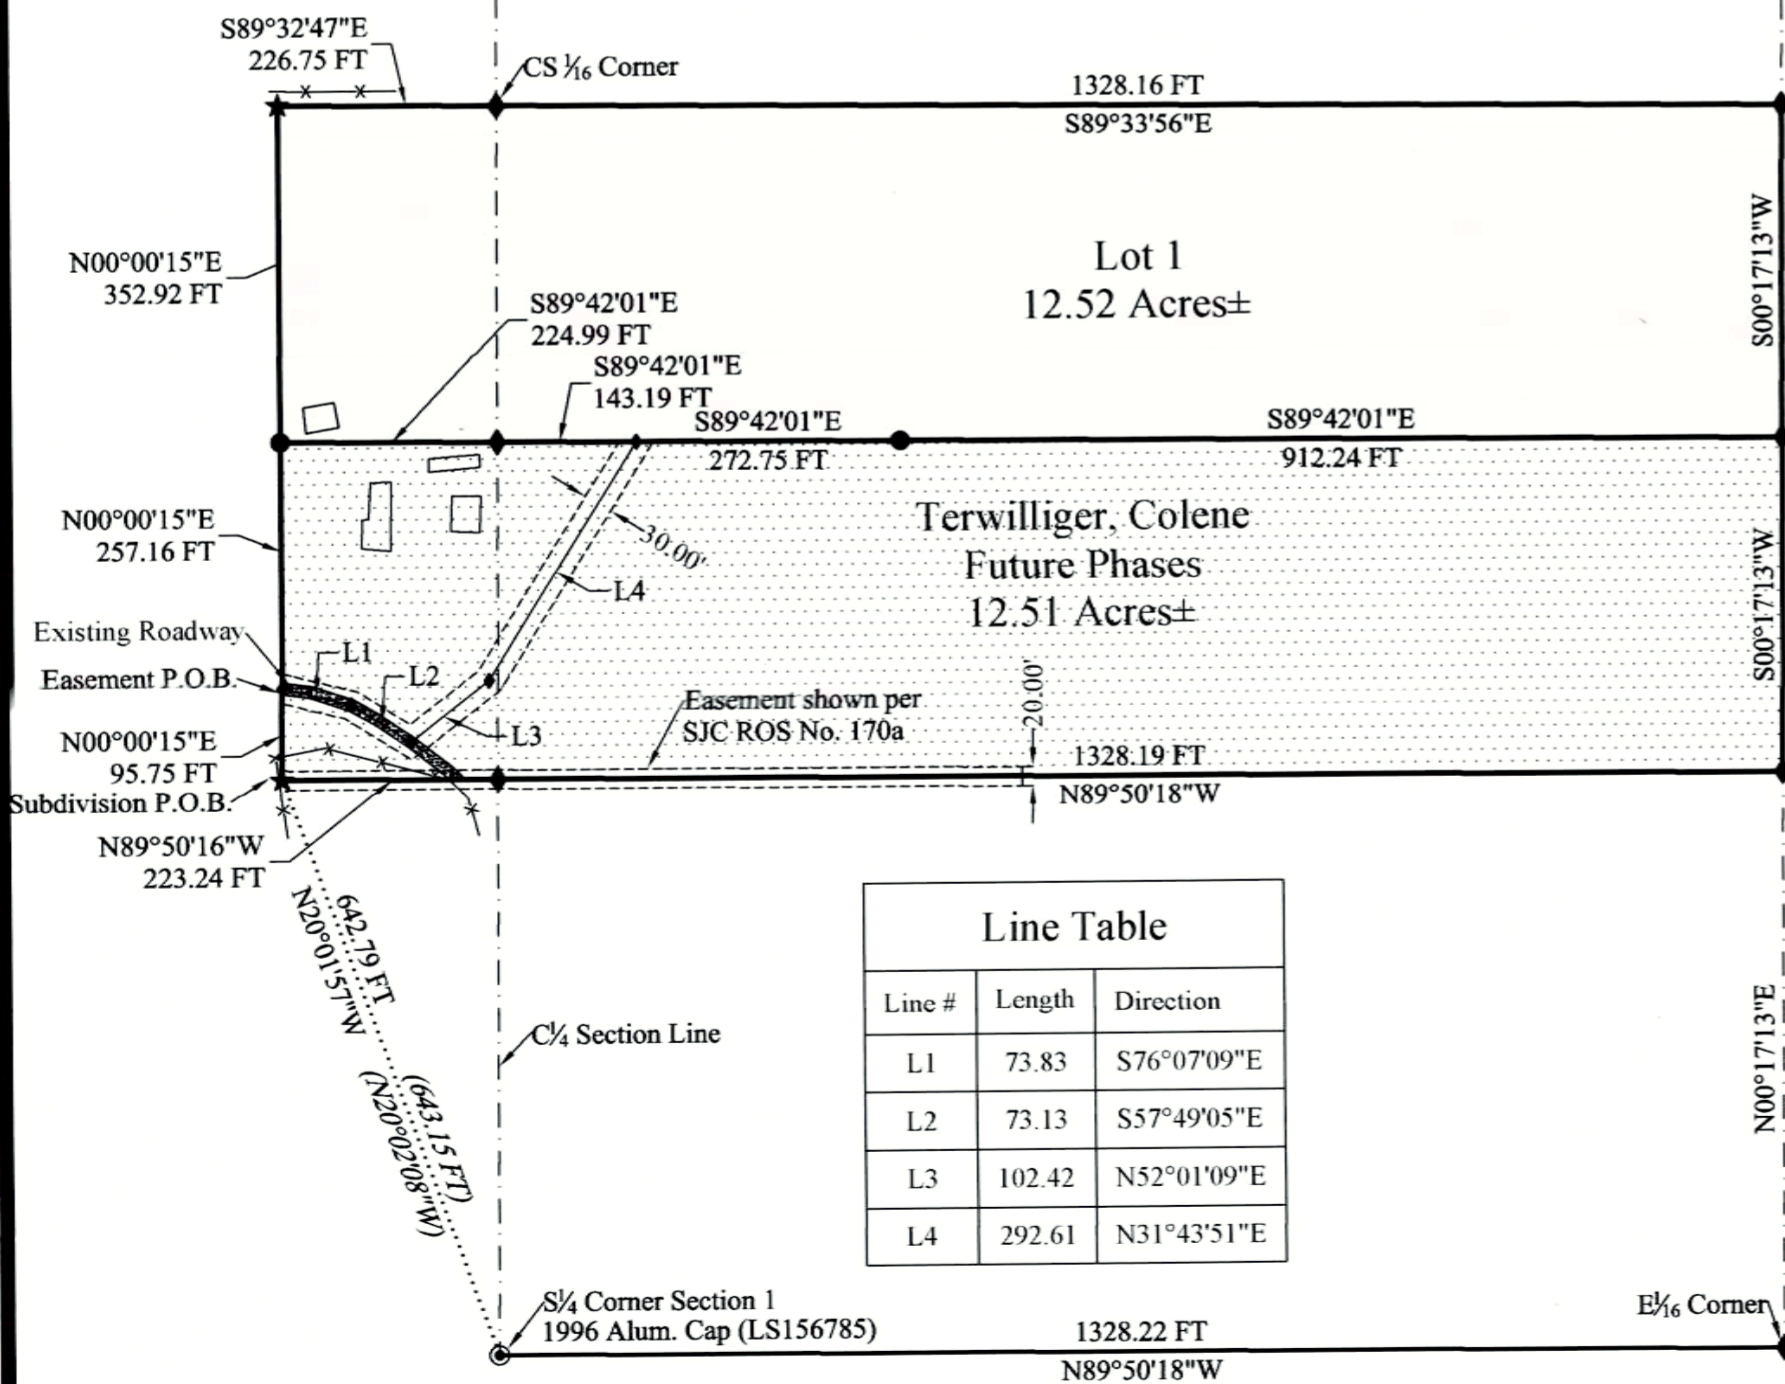 S89°32'47"E
226.75 FT
CS 1/16 Corner
1328.16 FT
S89°33'56"E
N00°00'15"E
352.92 FT
Lot 1
12.52 Acres±
S00°17'13"W
S89°42'01"E
224.99 FT
S89°42'01"E
143.19 FT
S89°42'01"E
272.75 FT
S89°42'01"E
912.24 FT
N00°00'15"E
257.16 FT
30.00'
L4
Terwilliger, Colene
Future Phases
12.51 Acres±
S00°17'13"W
Existing Roadway
L1
Easement P.O.B.
L2
N00°00'15"E
95.75 FT
L3
Easement shown per
SJC ROS No. 170a
20.00'
1328.19 FT
N89°50'18"W
Subdivision P.O.B.
N89°50'16"W
223.24 FT
642.79 FT
N20°01'57"W
(643.15 FT)
(N20°02'08"W)
C1/4 Section Line
Line Table
Line # Length Direction
L1 73.83 S76°07'09"E
L2 73.13 S57°49'05"E
L3 102.42 N52°01'09"E
L4 292.61 N31°43'51"E
N00°17'13"E
S1/4 Corner Section 1
1996 Alum. Cap (LS156785)
E1/16 Corner
1328.22 FT
N89°50'18"W